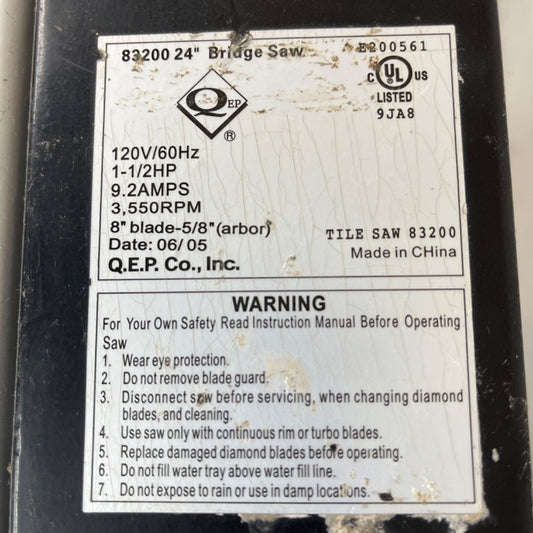 83200 24" Bridge Saw
E200561
C UL US
LISTED
9JA8
QEP
®
120V/60Hz
1-1/2HP
9.2AMPS
3,550RPM
8" blade-5/8"(arbor)
Date: 06/05
Q.E.P. Co., Inc.
TILE SAW 83200
Made in CHina
WARNING
For Your Own Safety Read Instruction Manual Before Operating
Saw
1. Wear eye protection.
2. Do not remove blade guard.
3. Disconnect saw before servicing, when changing diamond
blades, and cleaning.
4. Use saw only with continuous rim or turbo blades.
5. Replace damaged diamond blades before operating.
6. Do not fill water tray above water fill line.
7. Do not expose to rain or use in damp locations.